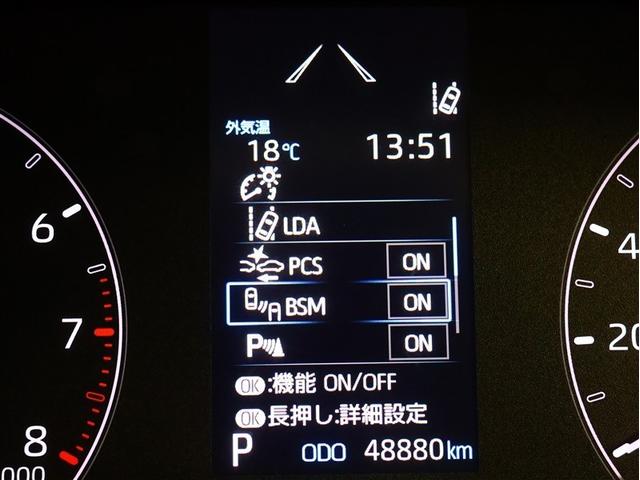 外気温
18℃ 13:51
LDA
PCS ON
BSM ON
P ON
OK:機能 ON/OFF
OK長押し:詳細設定
P ODO 48880km
6
7
8
000
4
20